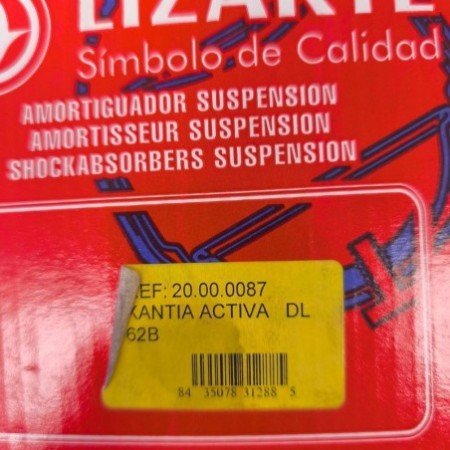 LIZARTE
Símbolo de Calidad
AMORTIGUADOR SUSPENSION
AMORTISSEUR SUSPENSION
SHOCKABSORBERS SUSPENSION
EF: 20.00.0087
XANTIA ACTIVA DL
62B
84 35078 31288 5